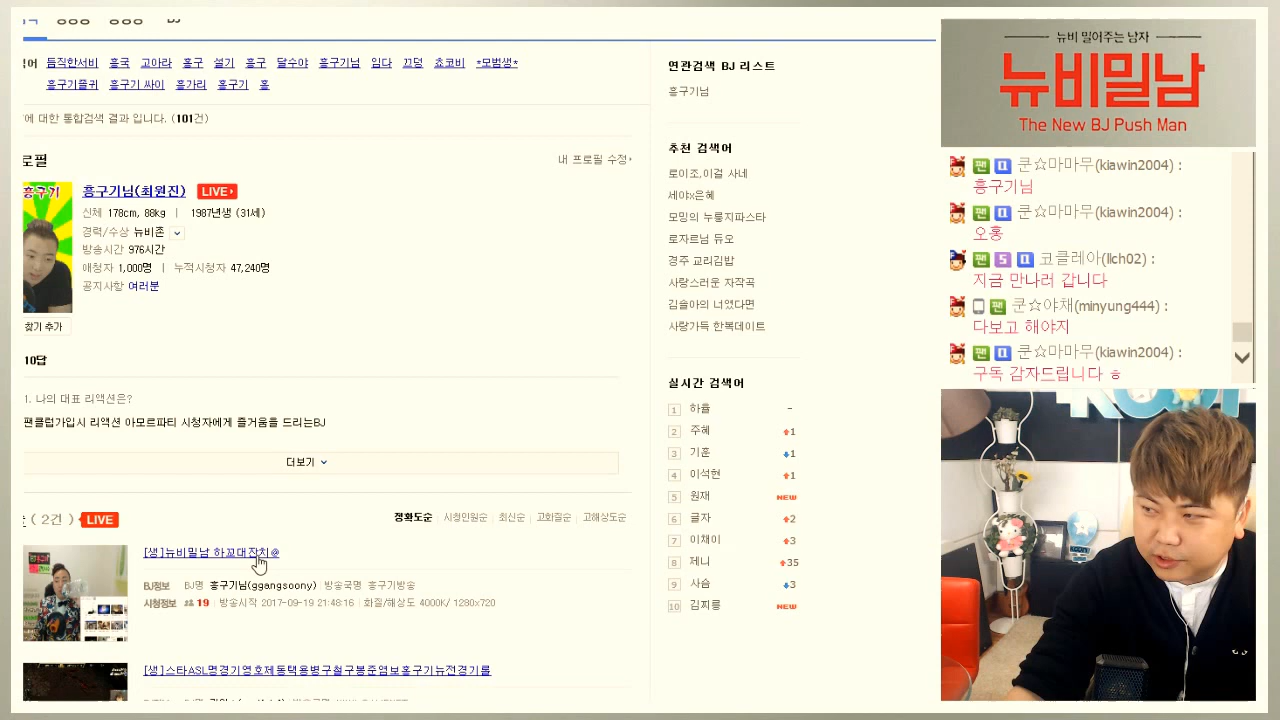 BJ
듬직한서비 홍국 고아라 홍구 설기 홍구 달수야 홍구기님 임다 끄덩 쵸코비 *모범생*
홍구기플퀴 홍구기 싸이 홍가리 홍구기 홍
에 대한 통합검색 결과 입니다. (101건)
로필
내 프로필 수정
홍구기
홍구기님(최원진) LIVE
신체 178cm, 88kg | 1987년생 (31세)
경력/수상 뉴비존
방송시간 976시간
애청자 1,000명 | 누적시청자 47,240명
공지사항 여러분
찾기 추가
10답
1. 나의 대표 리액션은?
팬클럽가입시 리액션 아모르파티 시청자에게 즐거움을 드리는BJ
더보기
( 2건 ) LIVE
정확도순 시청인원순 최신순 고화질순 고해상도순
[생]뉴비밀남 하꼬대잔치@
BJ정보 BJ명 홍구기님(ggangsoony) 방송국명 홍구기방송
시청정보 19 방송시작 2017-09-19 21:48:16 화질/해상도 4000K/ 1280x720
[생]스타ASL명경기영호제동택용병구철구봉준염보홍구기뉴전경기룰
연관검색 BJ 리스트
홍구기님
추천 검색어
로이조,이걸 사네
세야x은혜
모밍의 누룽지파스타
로자르님 듀오
경주 교리김밥
사랑스러운 자작곡
김슬아의 너였다면
사랑가득 한복데이트
실시간 검색어
1 하율 -
2 주혜 1
3 기훈 1
4 이석현 1
5 원재 NEW
6 글자 2
7 이채이 3
8 제니 35
9 사슴 3
10 김찌릉 NEW
뉴비 밀어주는 남자
뉴비밀남
The New BJ Push Man
팬 쿤☆마마무(kiawin2004) :
홍구기님
팬 쿤☆마마무(kiawin2004) :
오홍
팬 S 코클레아(lich02) :
지금 만나러 갑니다
팬 쿤☆야채(minyung444) :
다보고 해야지
팬 쿤☆마마무(kiawin2004) :
구독 감자드립니다 ㅎ